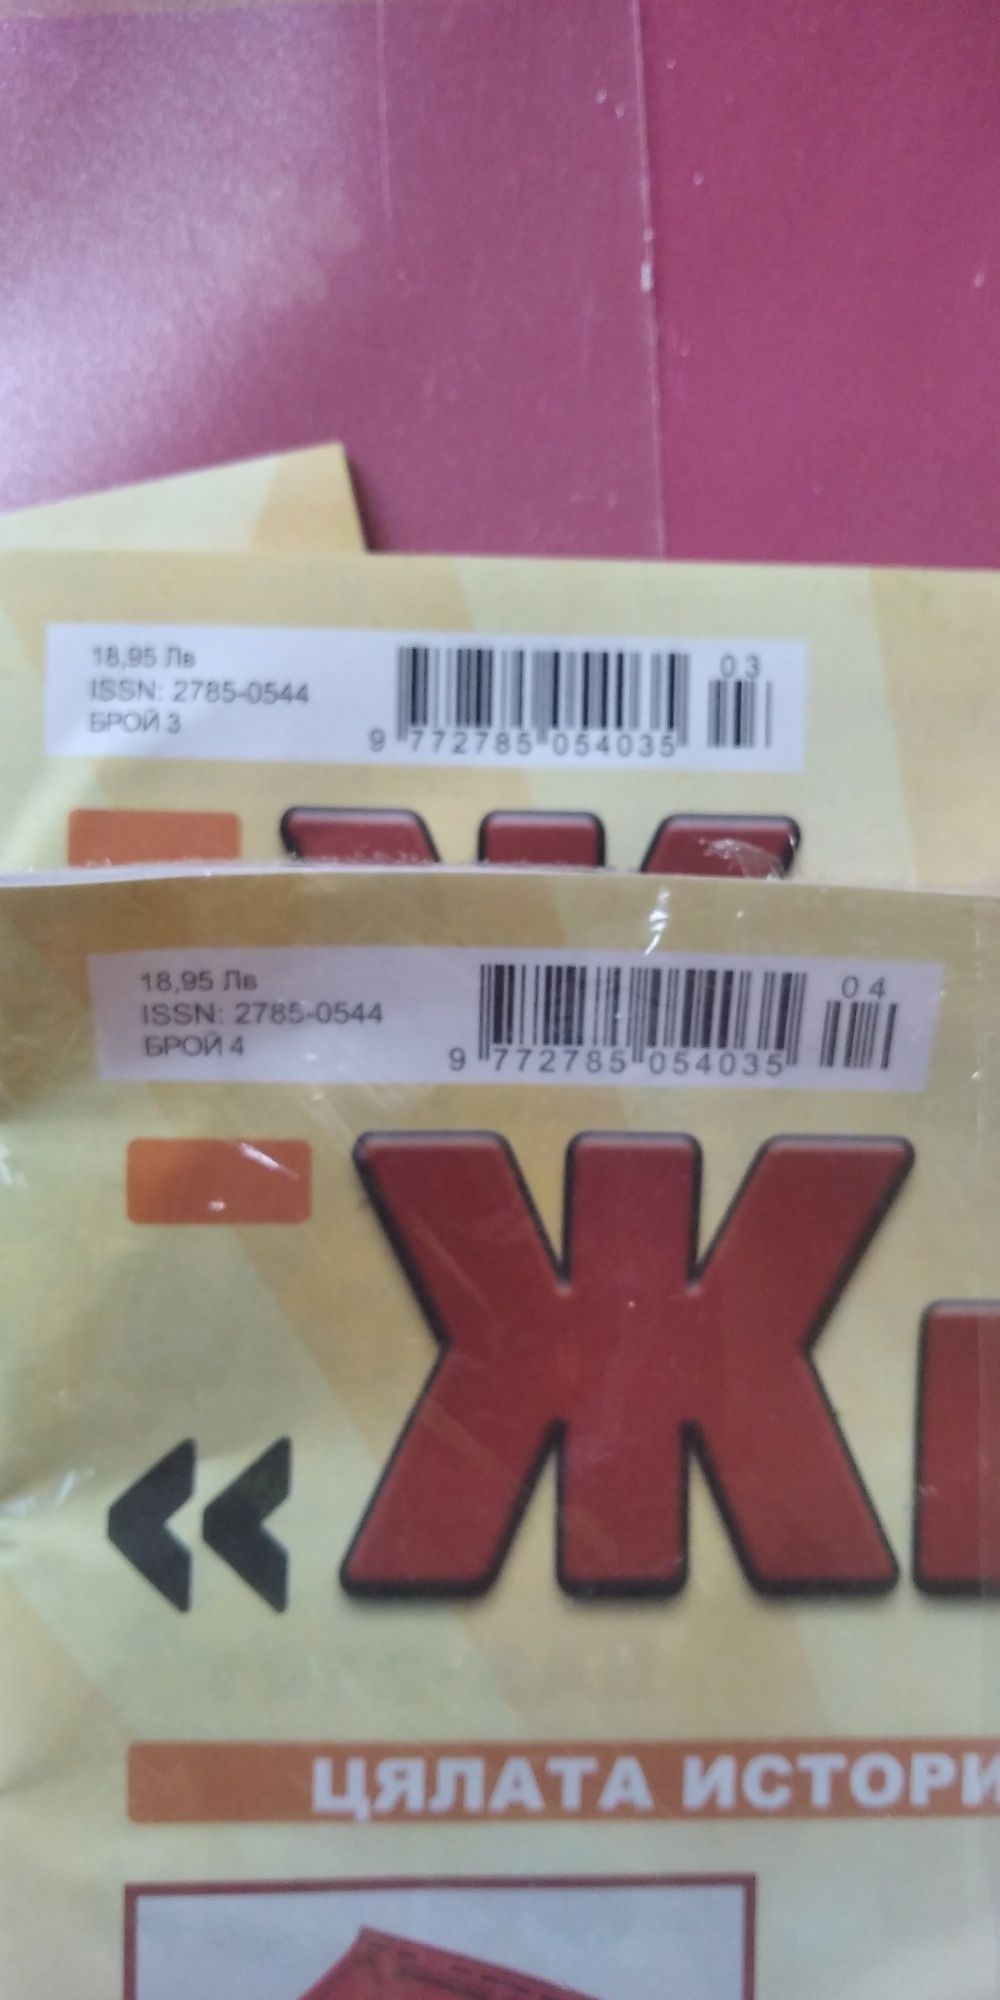 18,95 Лв
ISSN: 2785-0544
БРОЙ 3
03
9 772785 054035
18,95 Лв
ISSN: 2785-0544
БРОЙ 4
04
9 772785 054035
«Ж
ЦЯЛАТА ИСТОРИ